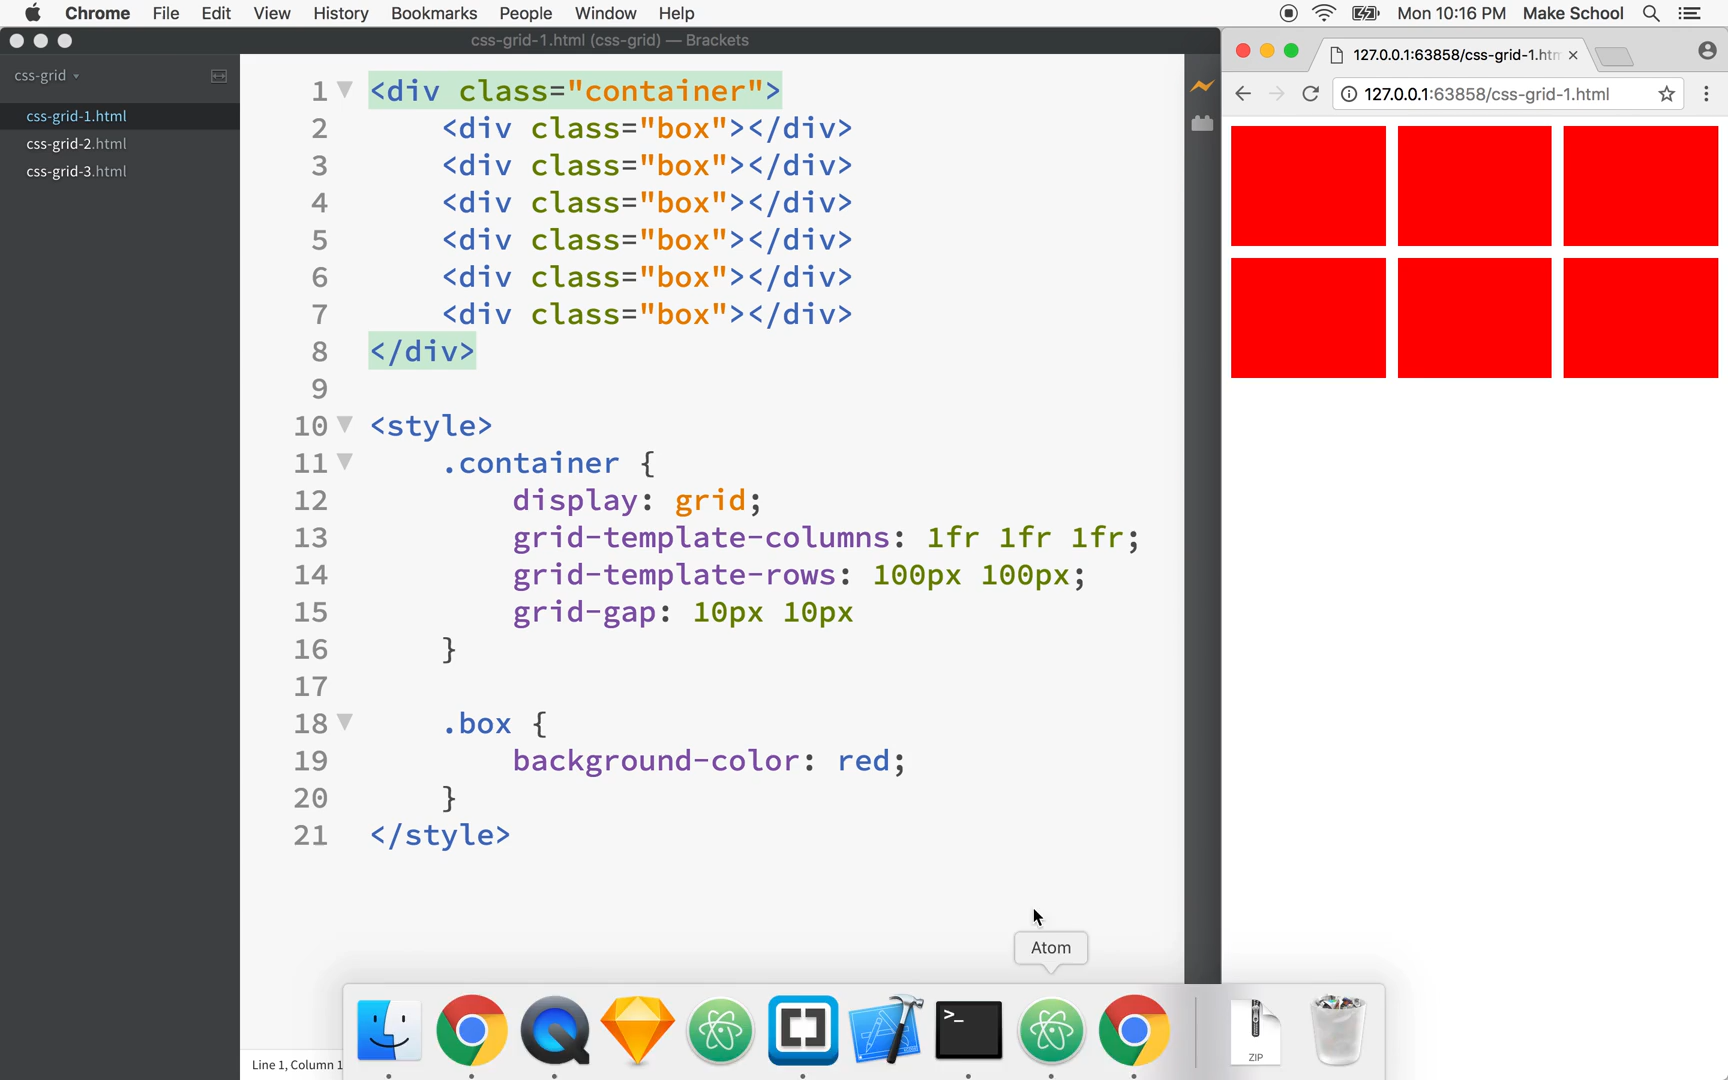 Chrome File Edit View History Bookmarks People Window Help Mon 10:16 PM Make School
css-grid-1.html (css-grid) — Brackets
css-grid
css-grid-1.html
css-grid-2.html
css-grid-3.html
1 <div class="container">
2 <div class="box"></div>
3 <div class="box"></div>
4 <div class="box"></div>
5 <div class="box"></div>
6 <div class="box"></div>
7 <div class="box"></div>
8 </div>
9
10 <style>
11 .container {
12 display: grid;
13 grid-template-columns: 1fr 1fr 1fr;
14 grid-template-rows: 100px 100px;
15 grid-gap: 10px 10px
16 }
17
18 .box {
19 background-color: red;
20 }
21 </style>
Line 1, Column 1
127.0.0.1:63858/css-grid-1.htm
127.0.0.1:63858/css-grid-1.html
Atom
>_
ZIP